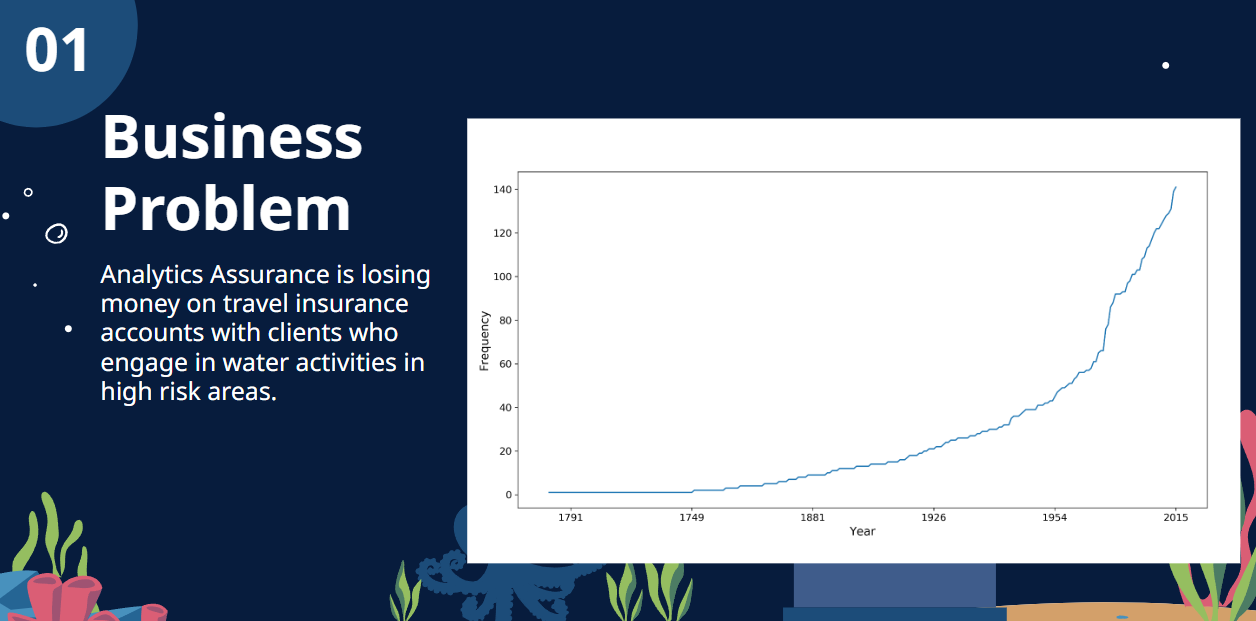 01
Business
Problem
Analytics Assurance is losing
money on travel insurance
accounts with clients who
engage in water activities in
high risk areas.
140
120
100
80
60
40
20
0
Frequency
1791 1749 1881 1926 1954 2015
Year